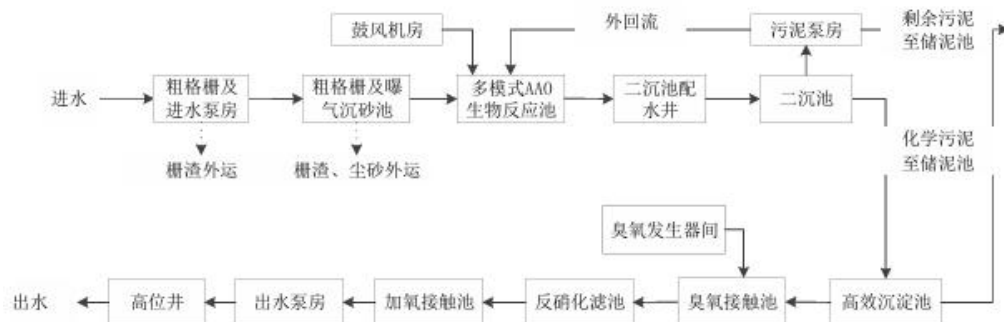 鼓风机房
外回流
污泥泵房
剩余污泥
至储泥池
进水
粗格栅及
进水泵房
粗格栅及曝
气沉砂池
多模式AAO
生物反应池
二沉池配
水井
二沉池
栅渣外运
栅渣、尘砂外运
化学污泥
至储泥池
臭氧发生器间
出水
高位井
出水泵房
加氧接触池
反硝化滤池
臭氧接触池
高效沉淀池